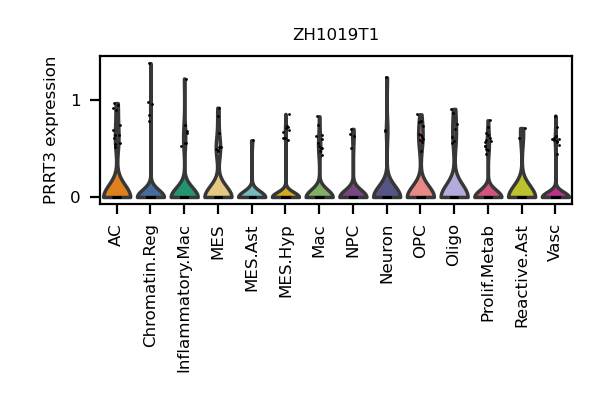 ZH1019T1
PRRT3 expression
1
0
AC
Chromatin.Reg
Inflammatory.Mac
MES
MES.Ast
MES.Hyp
Mac
NPC
Neuron
OPC
Oligo
Prolif.Metab
Reactive.Ast
Vasc